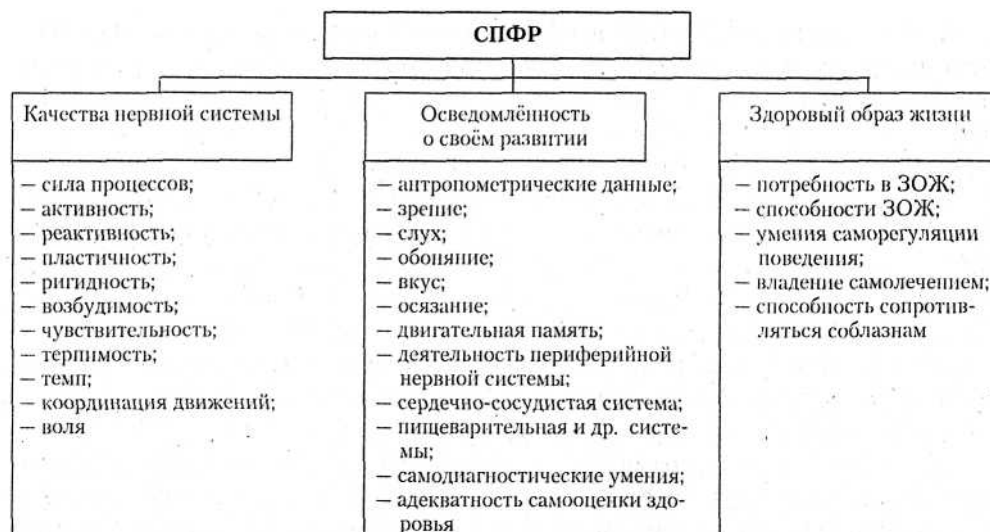 СПФР
Качества нервной системы
— сила процессов;
— активность;
— реактивность;
— пластичность;
— ригидность;
— возбудимость;
— чувствительность;
— терпимость;
— темп;
— координация движений;
— воля
Осведомлённость
о своём развитии
— антропометрические данные;
— зрение;
— слух;
— обоняние;
— вкус;
— осязание;
— двигательная память;
— деятельность периферийной
нервной системы;
— сердечно-сосудистая система;
— пищеварительная и др. систе-
мы;
— самодиагностические умения;
— адекватность самооценки здо-
ровья
Здоровый образ жизни
— потребность в ЗОЖ;
— способности ЗОЖ;
— умения саморегуляции
поведения;
— владение самолечением;
— способность сопротив-
ляться соблазнам